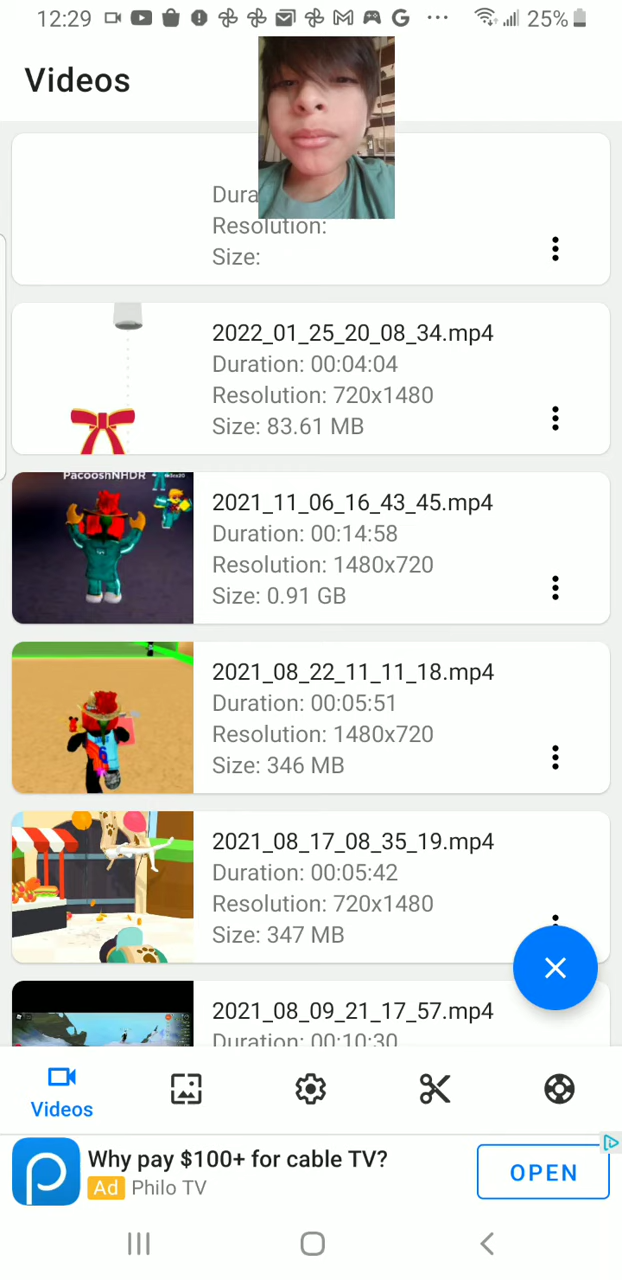 12:29
25%
Videos
Dura
Resolution:
Size:
2022_01_25_20_08_34.mp4
Duration: 00:04:04
Resolution: 720x1480
Size: 83.61 MB
PacooshNHDR
2021_11_06_16_43_45.mp4
Duration: 00:14:58
Resolution: 1480x720
Size: 0.91 GB
2021_08_22_11_11_18.mp4
Duration: 00:05:51
Resolution: 1480x720
Size: 346 MB
2021_08_17_08_35_19.mp4
Duration: 00:05:42
Resolution: 720x1480
Size: 347 MB
2021_08_09_21_17_57.mp4
Duration: 00:10:30
Videos
Why pay $100+ for cable TV?
Ad Philo TV
OPEN